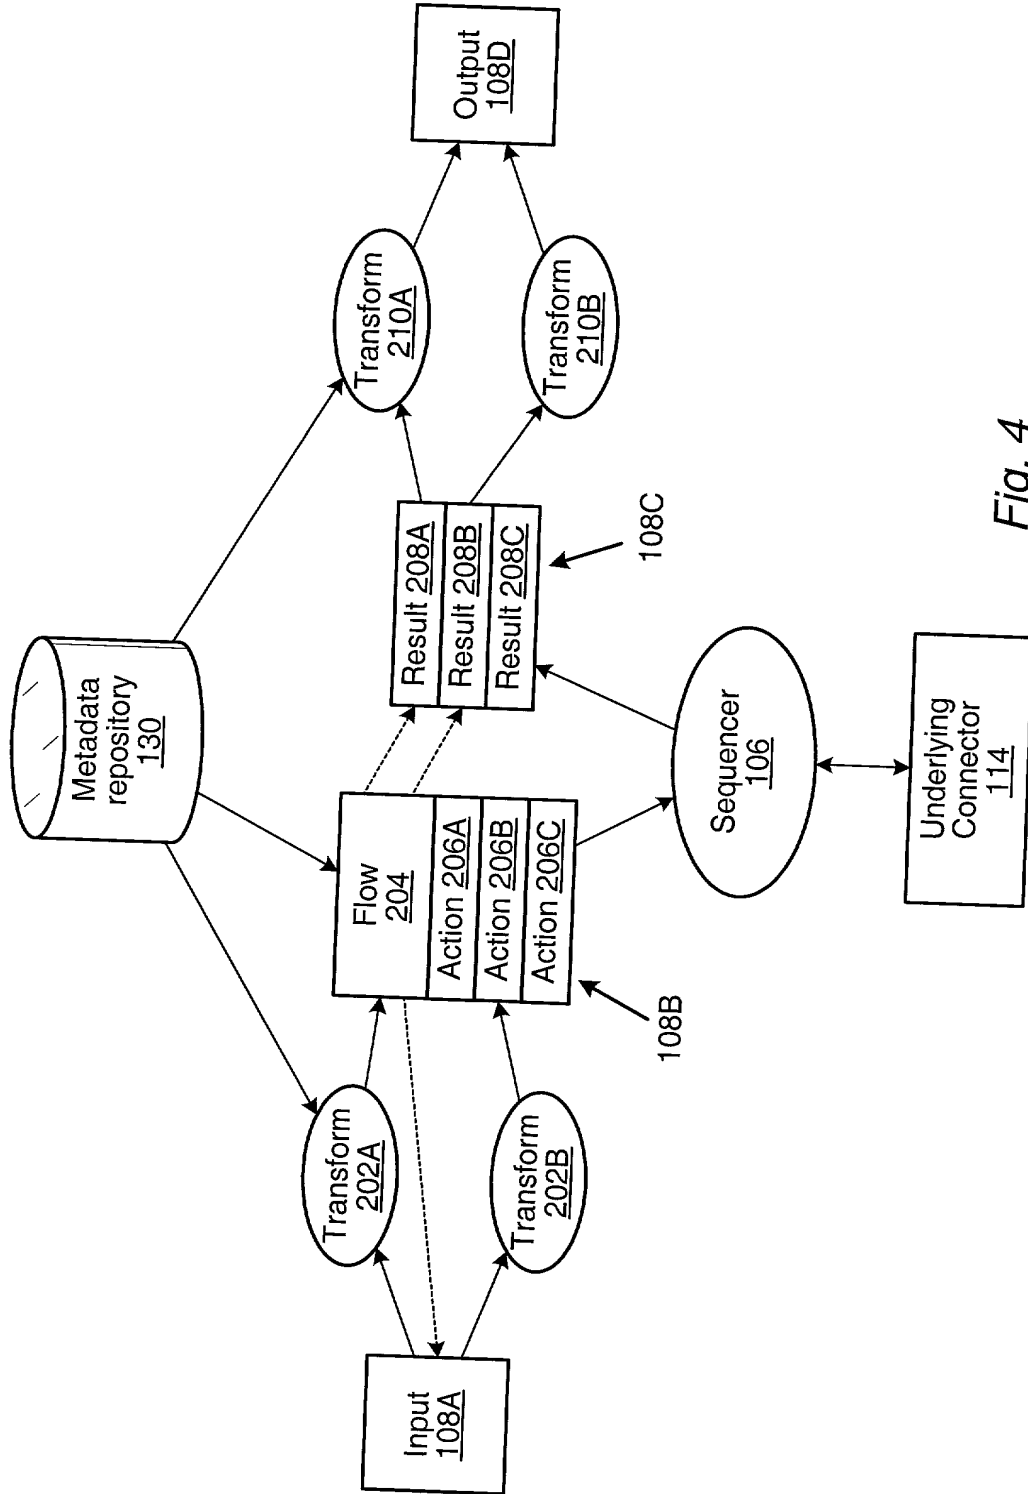 Metadata
repository
130
Input
108A
Transform
202A
Transform
202B
Flow
204
Action 206A
Action 206B
Action 206C
108B
Result 208A
Result 208B
Result 208C
108C
Transform
210A
Transform
210B
Output
108D
Sequencer
106
Underlying
Connector
114
Fig. 4